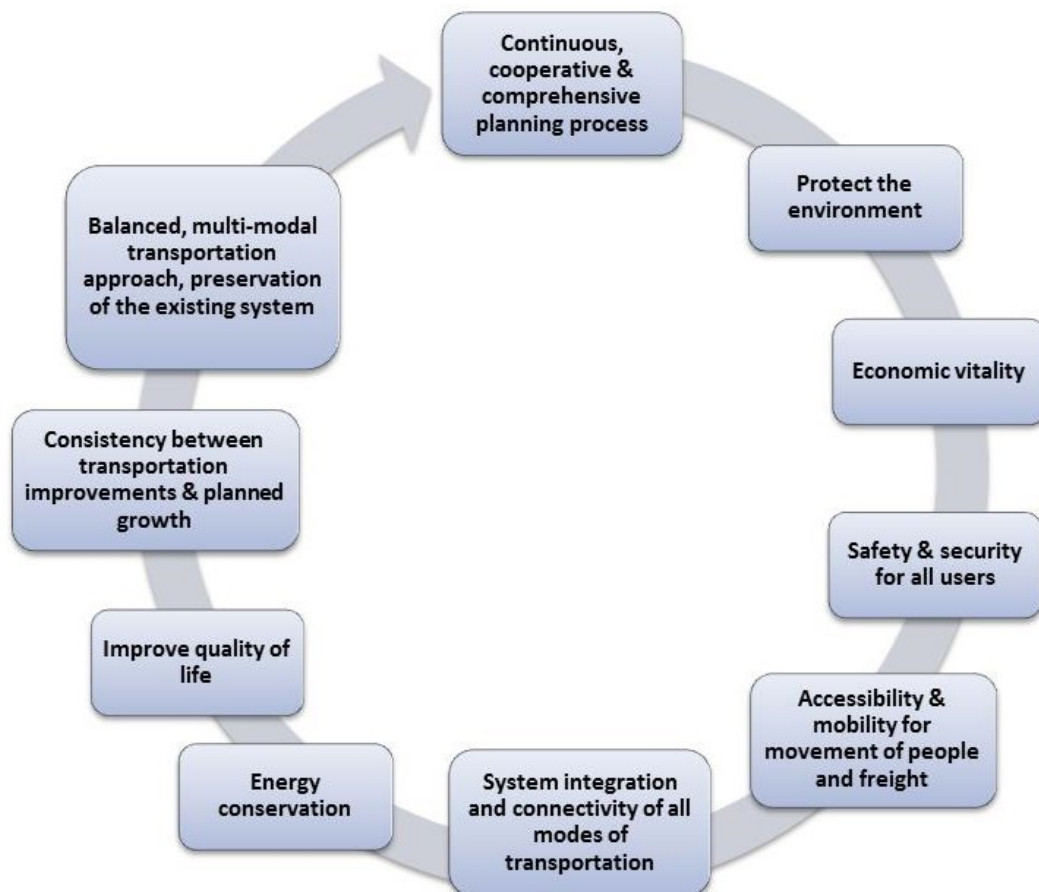 Continuous,
cooperative &
comprehensive
planning process
Protect the
environment
Economic vitality
Safety & security
for all users
Accessibility &
mobility for
movement of people
and freight
System integration
and connectivity of all
modes of
transportation
Energy
conservation
Improve quality of
life
Consistency between
transportation
improvements & planned
growth
Balanced, multi-modal
transportation
approach, preservation
of the existing system